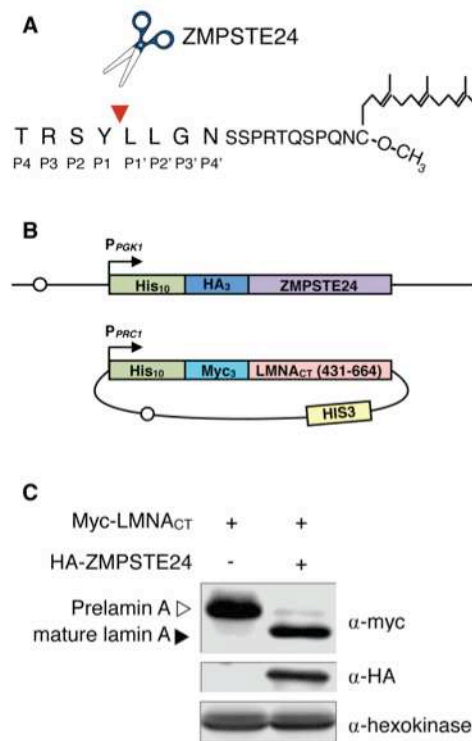 A
ZMPSTE24
T R S Y L L G N SSPRTQSPQNC-O-CH3
P4 P3 P2 P1 P1' P2' P3' P4'
B
PPGK1
His10 HA3 ZMPSTE24
PPRC1
His10 Myc3 LMNACT (431-664)
HIS3
C
Myc-LMNACT + +
HA-ZMPSTE24 - +
Prelamin A
α-myc
mature lamin A
α-HA
α-hexokinase